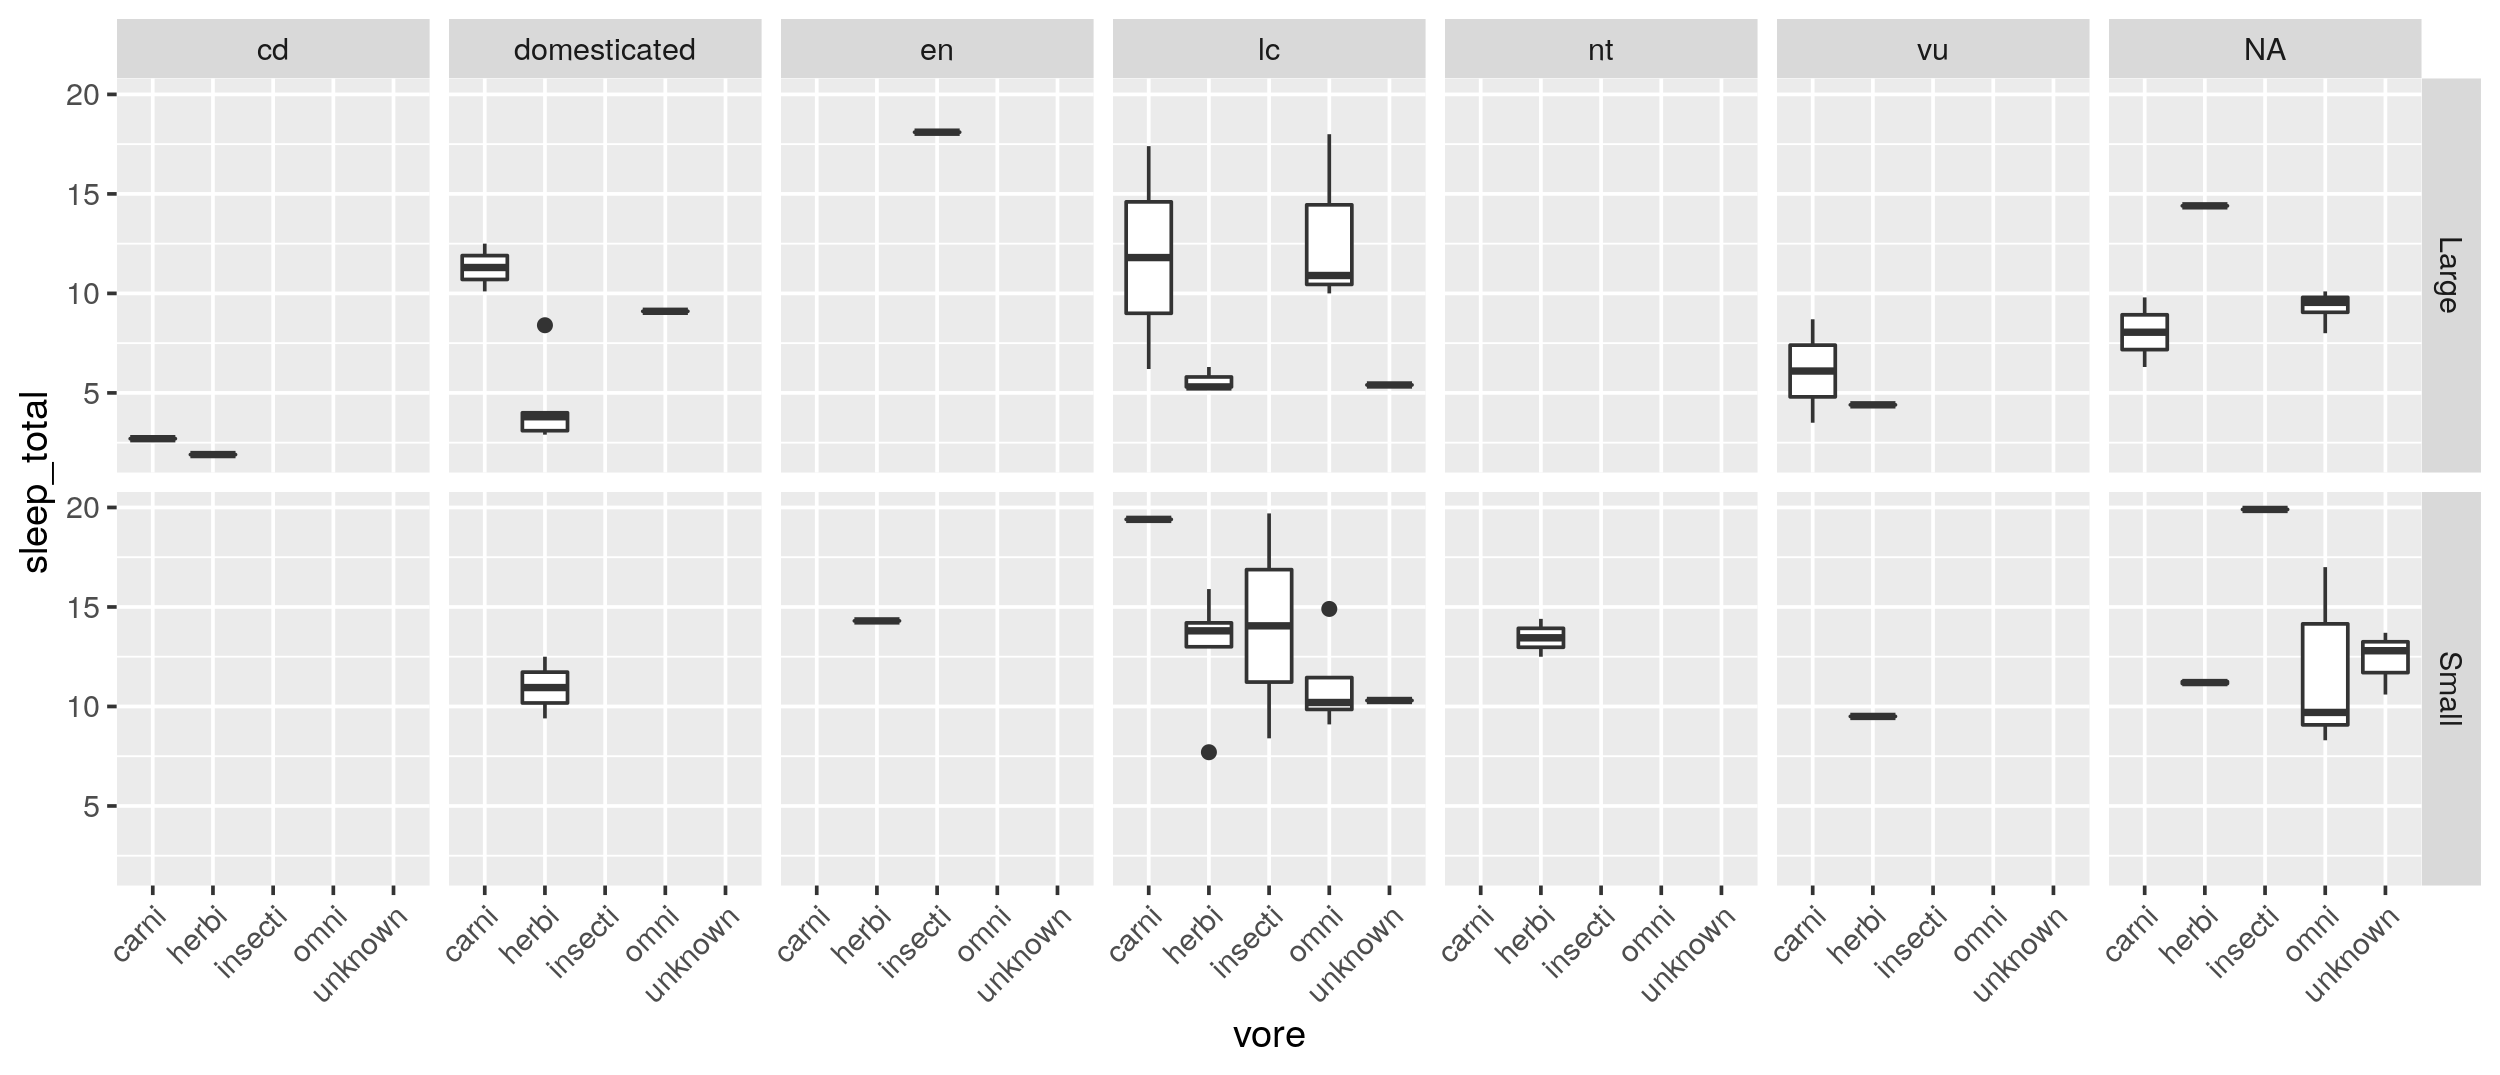 cd domesticated en lc nt vu NA
20
15
10
5
Large
20
15
10
5
Small
sleep_total
carni herbi insecti omni unknown carni herbi insecti omni unknown carni herbi insecti omni unknown carni herbi insecti omni unknown carni herbi insecti omni unknown carni herbi insecti omni unknown carni herbi insecti omni unknown
vore